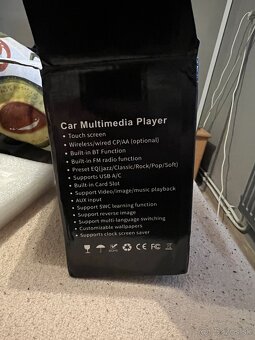 Car Multimedia Player
• Touch screen
• Wireless/wired CP/AA (optional)
• Built-in BT Function
• Built-in FM radio function
• Preset EQ(jazz/Classic/Rock/Pop/Soft)
• Supports USB A/C
• Built-in Card Slot
• Support Video/image/music playback
• AUX input
• Support SWC learning function
• Support reverse image
• Support multi-language switching
• Customizable wallpapers
• Supports clock screen saver